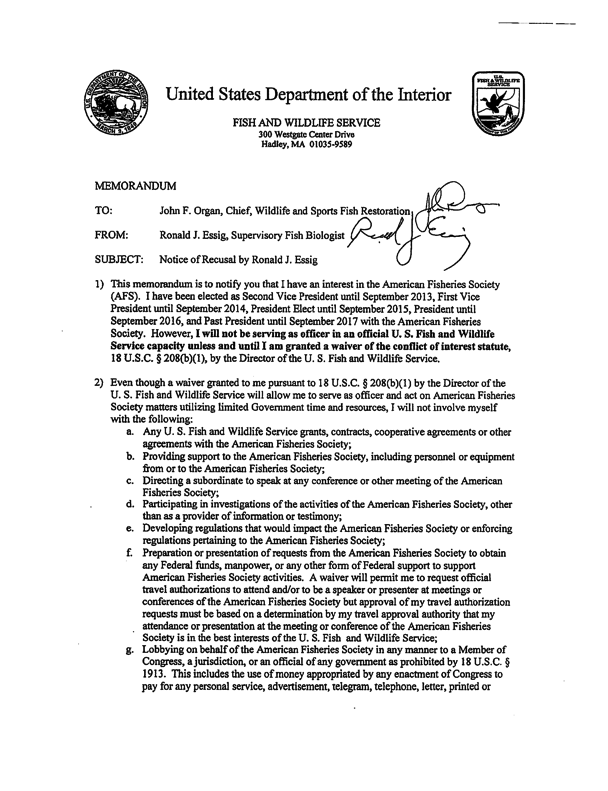 U.S. DEPARTMENT OF THE INTERIOR
MARCH 3, 1849
U.S.
FISH & WILDLIFE
SERVICE
United States Department of the Interior
FISH AND WILDLIFE SERVICE
300 Westgate Center Drive
Hadley, MA 01035-9589
MEMORANDUM
TO: John F. Organ, Chief, Wildlife and Sports Fish Restoration
FROM: Ronald J. Essig, Supervisory Fish Biologist
SUBJECT: Notice of Recusal by Ronald J. Essig
1) This memorandum is to notify you that I have an interest in the American Fisheries Society
(AFS). I have been elected as Second Vice President until September 2013, First Vice
President until September 2014, President Elect until September 2015, President until
September 2016, and Past President until September 2017 with the American Fisheries
Society. However, I will not be serving as officer in an official U. S. Fish and Wildlife
Service capacity unless and until I am granted a waiver of the conflict of interest statute,
18 U.S.C. § 208(b)(1), by the Director of the U. S. Fish and Wildlife Service.
2) Even though a waiver granted to me pursuant to 18 U.S.C. § 208(b)(1) by the Director of the
U. S. Fish and Wildlife Service will allow me to serve as officer and act on American Fisheries
Society matters utilizing limited Government time and resources, I will not involve myself
with the following:
a. Any U. S. Fish and Wildlife Service grants, contracts, cooperative agreements or other
agreements with the American Fisheries Society;
b. Providing support to the American Fisheries Society, including personnel or equipment
from or to the American Fisheries Society;
c. Directing a subordinate to speak at any conference or other meeting of the American
Fisheries Society;
d. Participating in investigations of the activities of the American Fisheries Society, other
than as a provider of information or testimony;
e. Developing regulations that would impact the American Fisheries Society or enforcing
regulations pertaining to the American Fisheries Society;
f. Preparation or presentation of requests from the American Fisheries Society to obtain
any Federal funds, manpower, or any other form of Federal support to support
American Fisheries Society activities. A waiver will permit me to request official
travel authorizations to attend and/or to be a speaker or presenter at meetings or
conferences of the American Fisheries Society but approval of my travel authorization
requests must be based on a determination by my travel approval authority that my
attendance or presentation at the meeting or conference of the American Fisheries
Society is in the best interests of the U. S. Fish and Wildlife Service;
g. Lobbying on behalf of the American Fisheries Society in any manner to a Member of
Congress, a jurisdiction, or an official of any government as prohibited by 18 U.S.C. §
1913. This includes the use of money appropriated by any enactment of Congress to
pay for any personal service, advertisement, telegram, telephone, letter, printed or